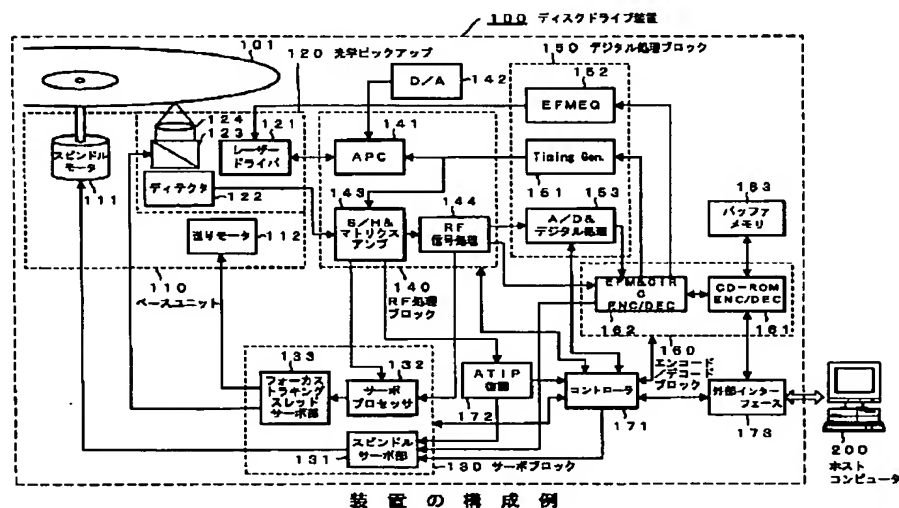 100 ディスクドライブ装置
101
120 光学ピックアップ
150 デジタル処理ブロック
D/A
142
152
EFMEQ
124
123
121
レーザー
ドライバ
141
APC
Timing Gen.
151
スピンドル
モータ
111
ディテクタ
122
143
S/H&
マトリクス
アンプ
144
RF
信号処理
153
A/D&
デジタル処理
163
バッファ
メモリ
送りモータ
112
110
ベースユニット
140
RF処理
ブロック
EFM&CIR
C
ENC/DEC
162
CD-ROM
ENC/DEC
161
160
エンコード
/デコード
ブロック
133
フォーカス
トラッキング
スレッド
サーボ部
132
サーボ
プロセッサ
ATIP
復調
172
コントローラ
171
外部インター
フェース
173
スピンドル
サーボ部
131
130 サーボブロック
200
ホスト
コンピュータ
装置の構成例